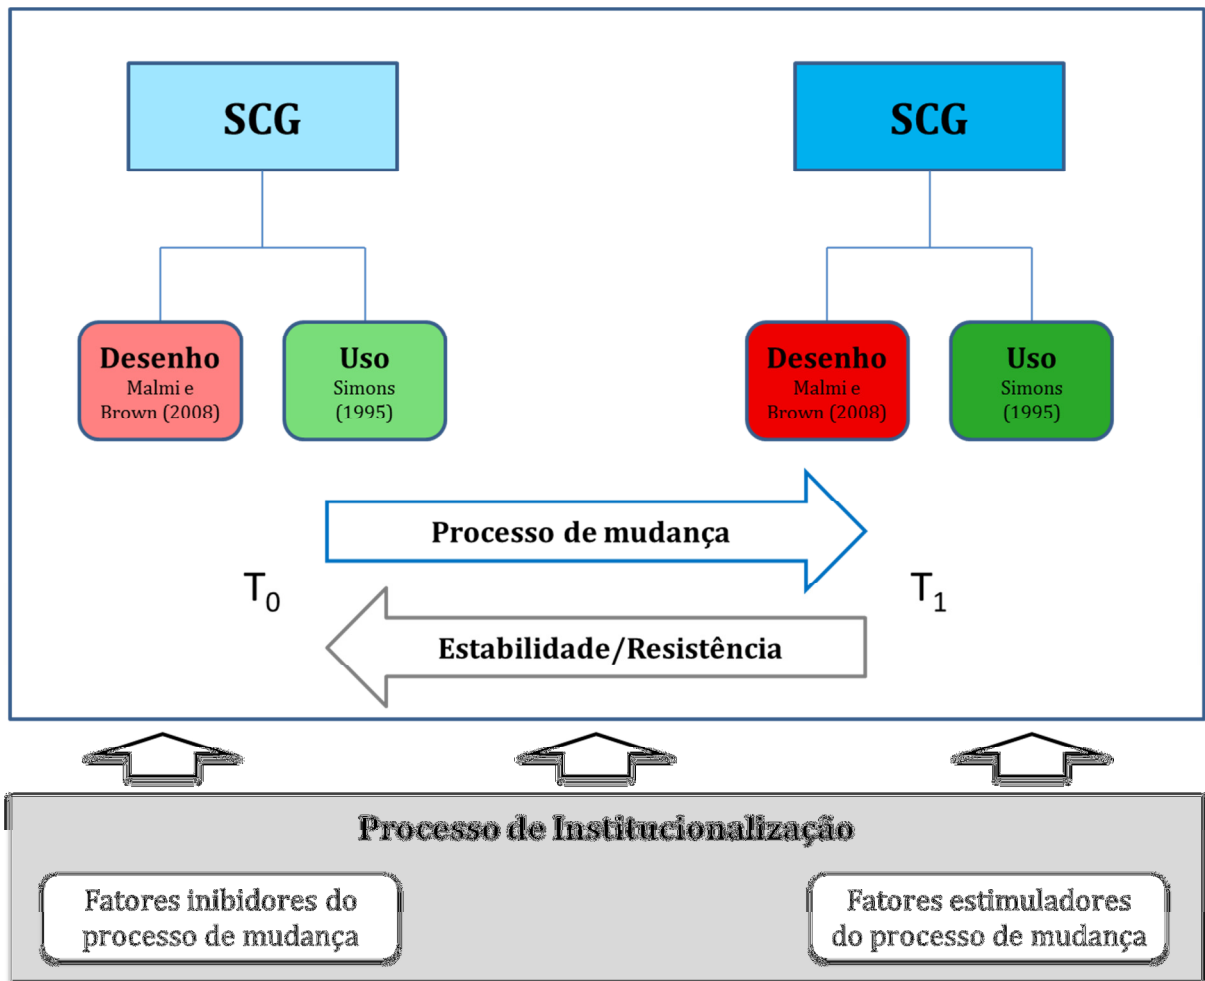 SCG
SCG
Desenho
Malmi e
Brown (2008)
Uso
Simons
(1995)
Desenho
Malmi e
Brown (2008)
Uso
Simons
(1995)
Processo de mudança
T0
T1
Estabilidade/Resistência
Processo de Institucionalização
Fatores inibidores do
processo de mudança
Fatores estimuladores
do processo de mudança